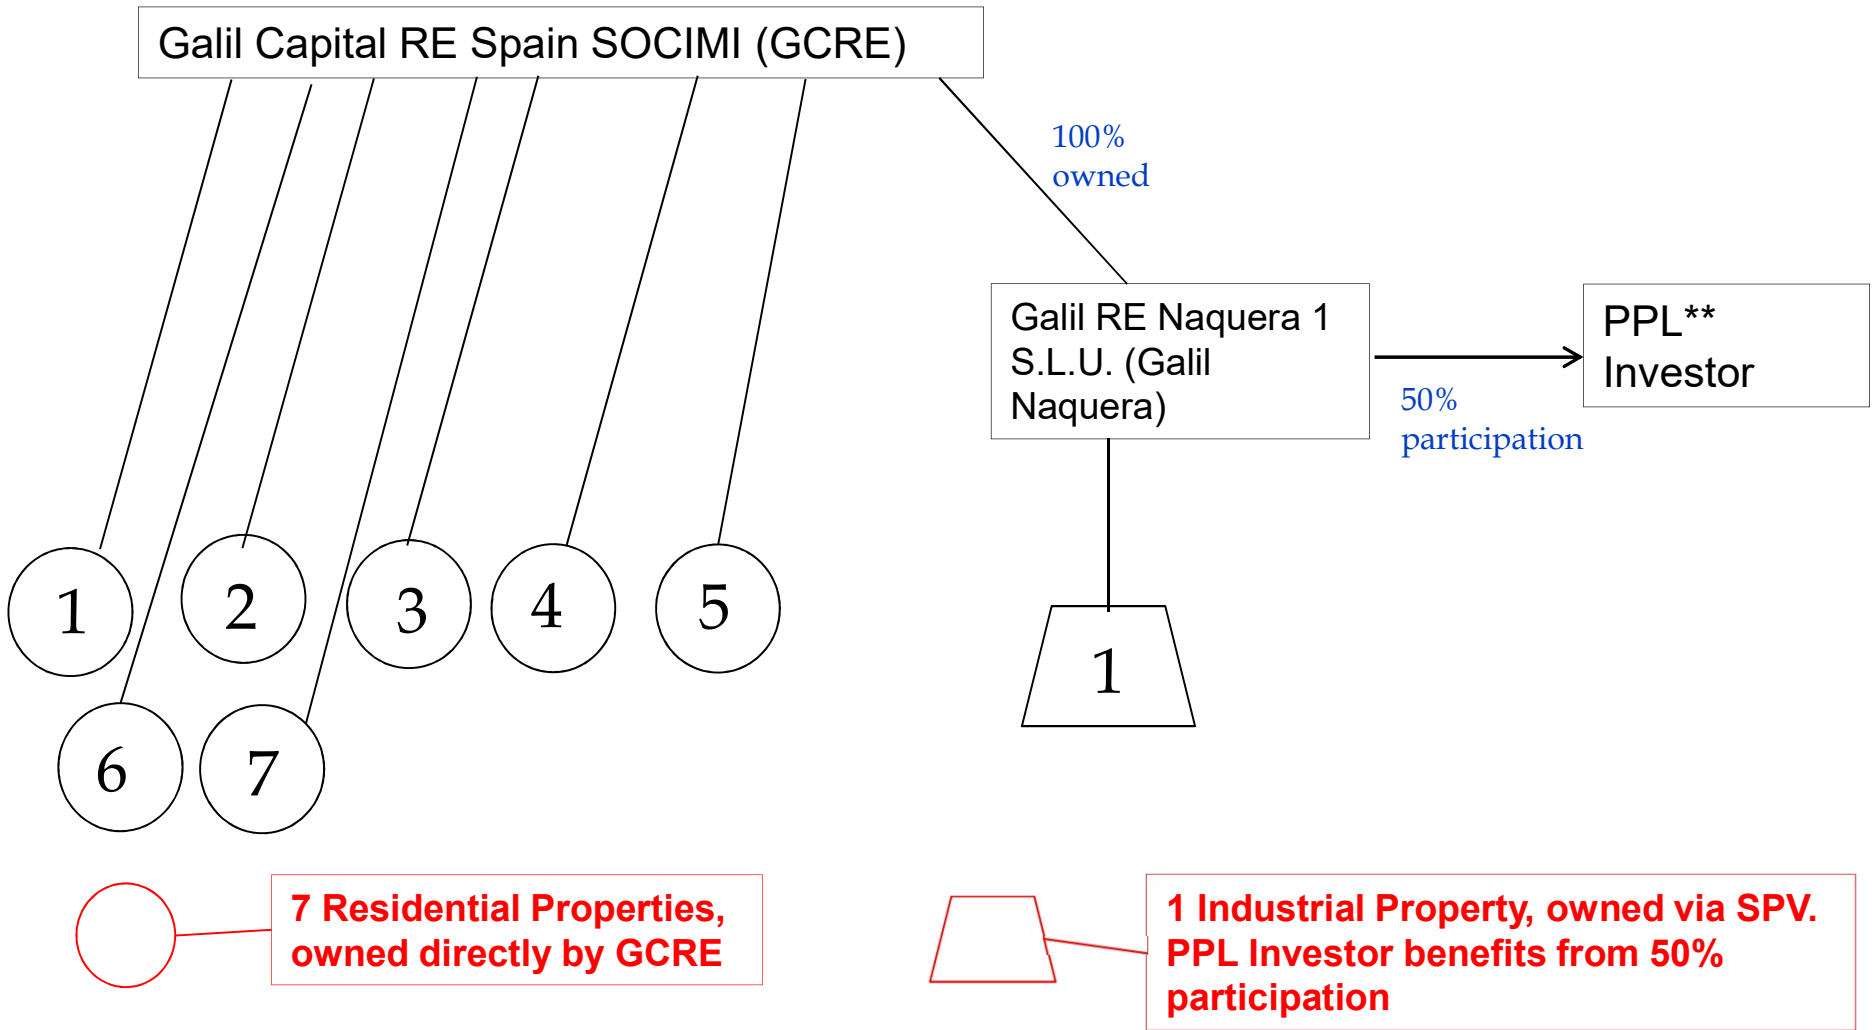 Galil Capital RE Spain SOCIMI (GCRE)
100%
owned
Galil RE Naquera 1
S.L.U. (Galil
Naquera)
PPL**
Investor
50%
participation
1
2
3
4
5
1
6
7
7 Residential Properties,
owned directly by GCRE
1 Industrial Property, owned via SPV.
PPL Investor benefits from 50%
participation